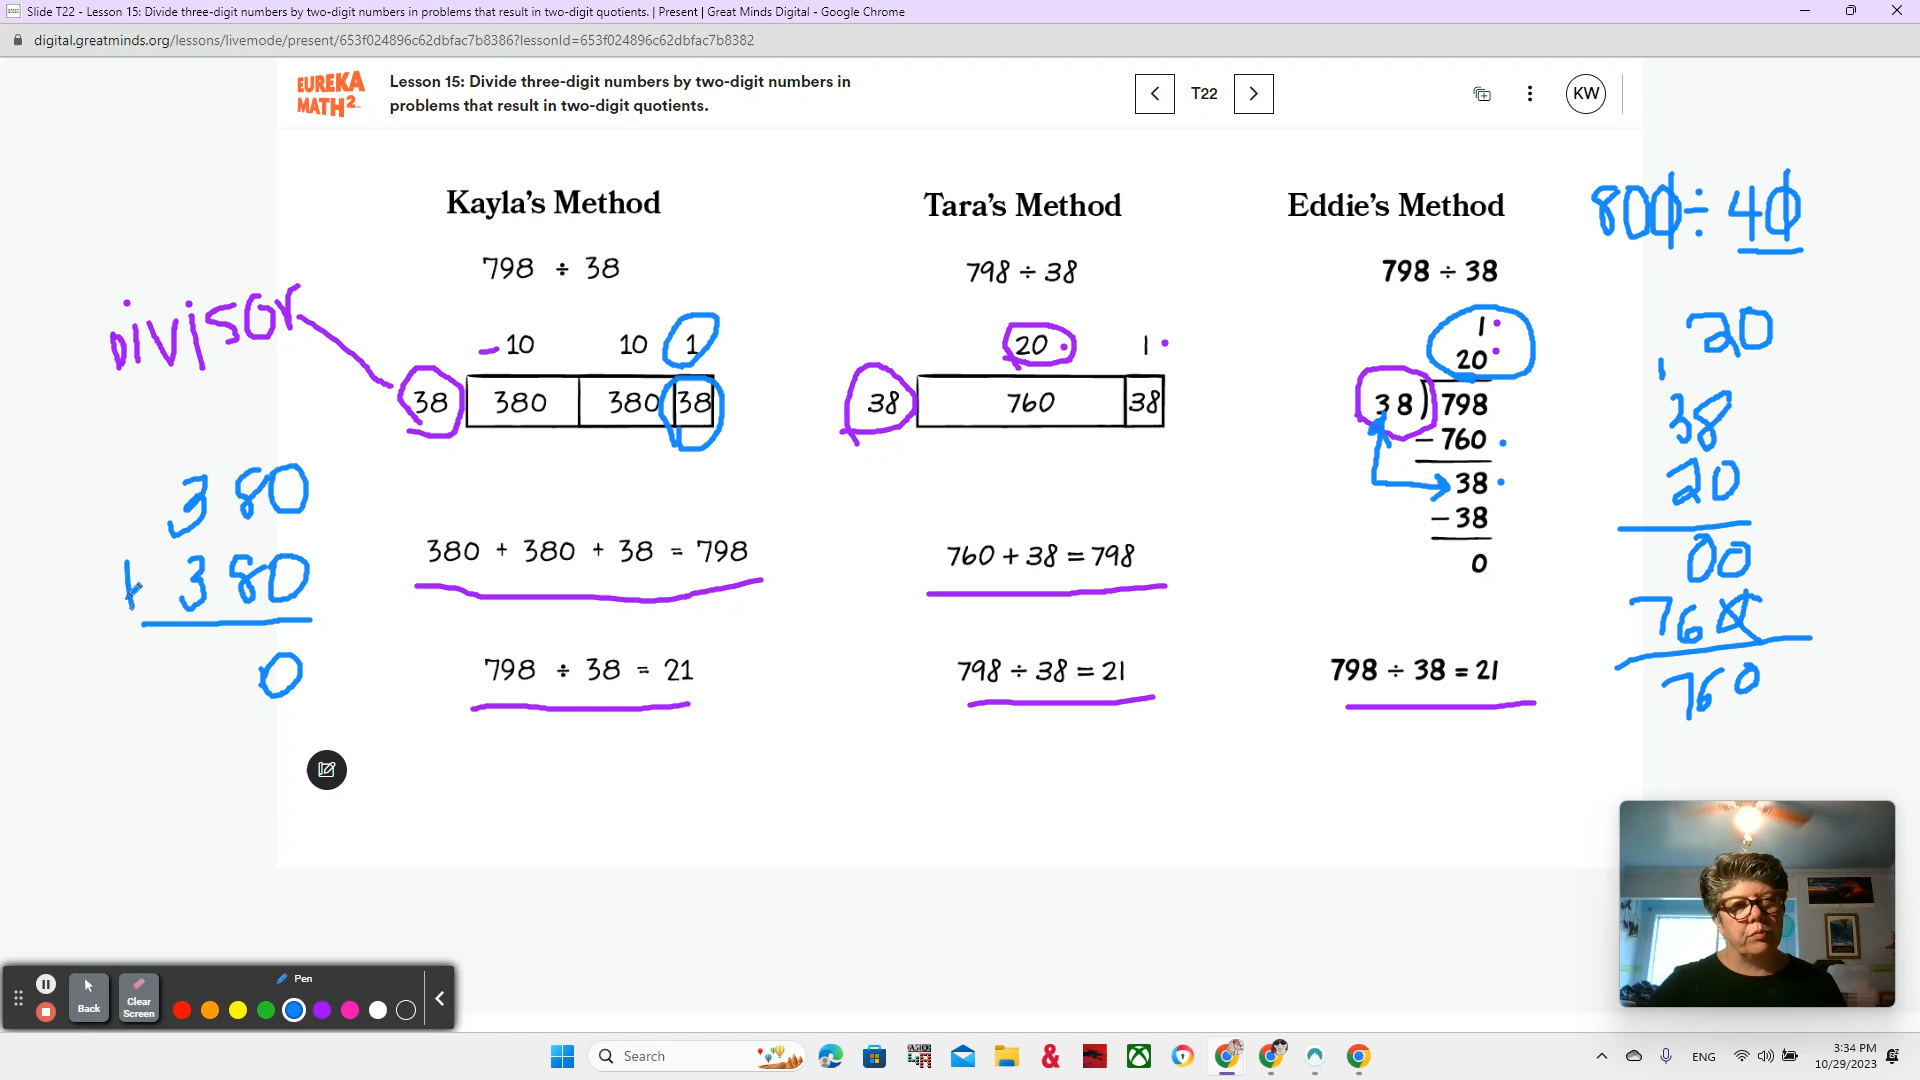 Slide T22 - Lesson 15: Divide three-digit numbers by two-digit numbers in problems that result in two-digit quotients. | Present | Great Minds Digital - Google Chrome
digital.greatminds.org/lessons/livemode/present/653f024896c62dbfac7b8386?lessonId=653f024896c62dbfac7b8382
EUREKA
MATH²
Lesson 15: Divide three-digit numbers by two-digit numbers in
problems that result in two-digit quotients.
T22
KW
Kayla's Method
798 ÷ 38
10 10 1
38 380 380 38
380 + 380 + 38 = 798
798 ÷ 38 = 21
Tara's Method
798 ÷ 38
20 1
38 760 38
760 + 38 = 798
798 ÷ 38 = 21
Eddie's Method
798 ÷ 38
1
20
38)798
- 760
38
- 38
0
798 ÷ 38 = 21
Divisor
380
+ 380
0
800 ÷ 40
20
1
38
20
00
760
Pen
Back
Clear
Screen
Search
ENG
3:34 PM
10/29/2023